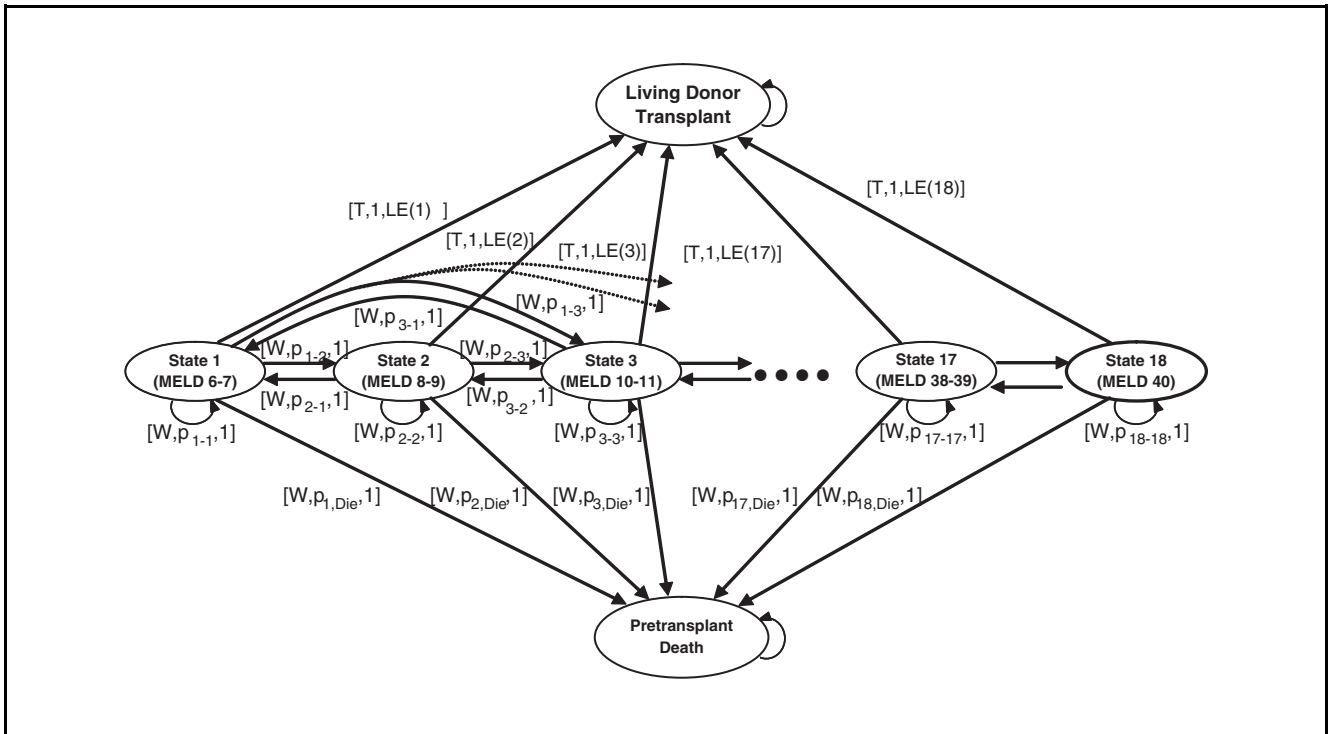 Living Donor
Transplant
[T,1,LE(18)]
[T,1,LE(1) ]
[T,1,LE(2)]
[T,1,LE(3)]
[T,1,LE(17)]
[W,p1-3,1]
[W,p3-1,1]
[W,p1-2,1]
[W,p2-3,1]
State 1
(MELD 6-7)
State 2
(MELD 8-9)
State 3
(MELD 10-11)
State 17
(MELD 38-39)
State 18
(MELD 40)
[W,p2-1,1]
[W,p3-2,1]
[W,p1-1,1]
[W,p2-2,1]
[W,p3-3,1]
[W,p17-17,1]
[W,p18-18,1]
[W,p1,Die,1]
[W,p2,Die,1]
[W,p3,Die,1]
[W,p17,Die,1]
[W,p18,Die,1]
Pretransplant
Death